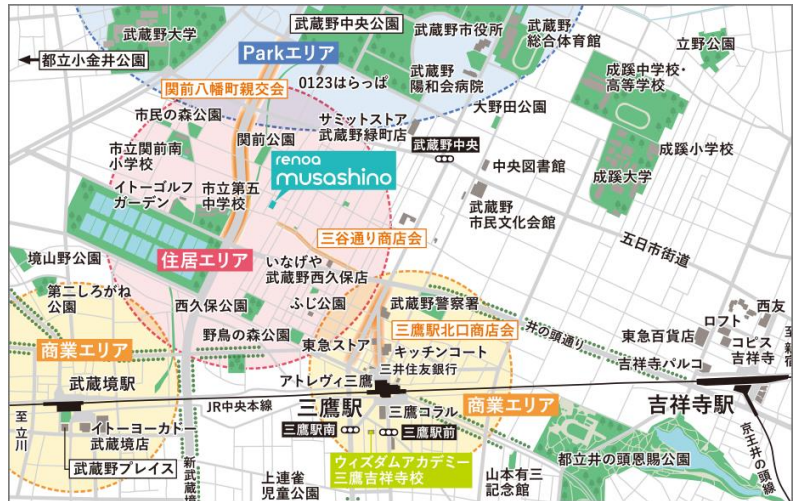 武蔵野大学
都立小金井公園
武蔵野中央公園
Parkエリア
0123はらっぱ
武蔵野市役所
武蔵野
陽和会病院
武蔵野
総合体育館
立野公園
成蹊中学校・
高等学校
大野田公園
関前八幡町親交会
市民の森公園
関前公園
サミットストア
武蔵野緑町店
武蔵野中央
中央図書館
成蹊小学校
成蹊大学
市立関前南
小学校
イトーゴルフ
ガーデン
市立第五
中学校
renoa
musashino
武蔵野
市民文化会館
五日市街道
三谷通り商店会
境山野公園
住居エリア
いなげや
武蔵野西久保店
第二しろがね
公園
西久保公園
ふじ公園
武蔵野警察署
井の頭通り
野鳥の森公園
三鷹駅北口商店会
東急ストア
キッチンコート
三井住友銀行
商業エリア
武蔵境駅
アトレヴィ三鷹
東急百貨店
ロフト
西友
コピス
吉祥寺
吉祥寺パルコ
至新宿
至立川
JR中央本線
三鷹駅
三鷹コラル
商業エリア
吉祥寺駅
イトーヨーカドー
武蔵境店
三鷹駅南
三鷹駅前
武蔵野プレイス
新武蔵境
ウィズダムアカデミー
三鷹吉祥寺校
上連雀
児童公園
山本有三
記念館
都立井の頭恩賜公園
京王井の頭線